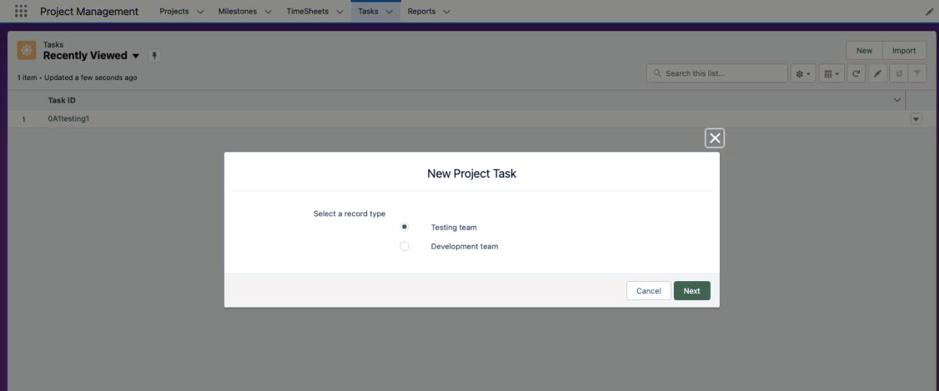 Project Management Projects Milestones TimeSheets Tasks Reports
Tasks
Recently Viewed
New Import
1 item • Updated a few seconds ago
Search this list...
Task ID
1 0A1testing1
New Project Task
Select a record type
Testing team
Development team
Cancel Next